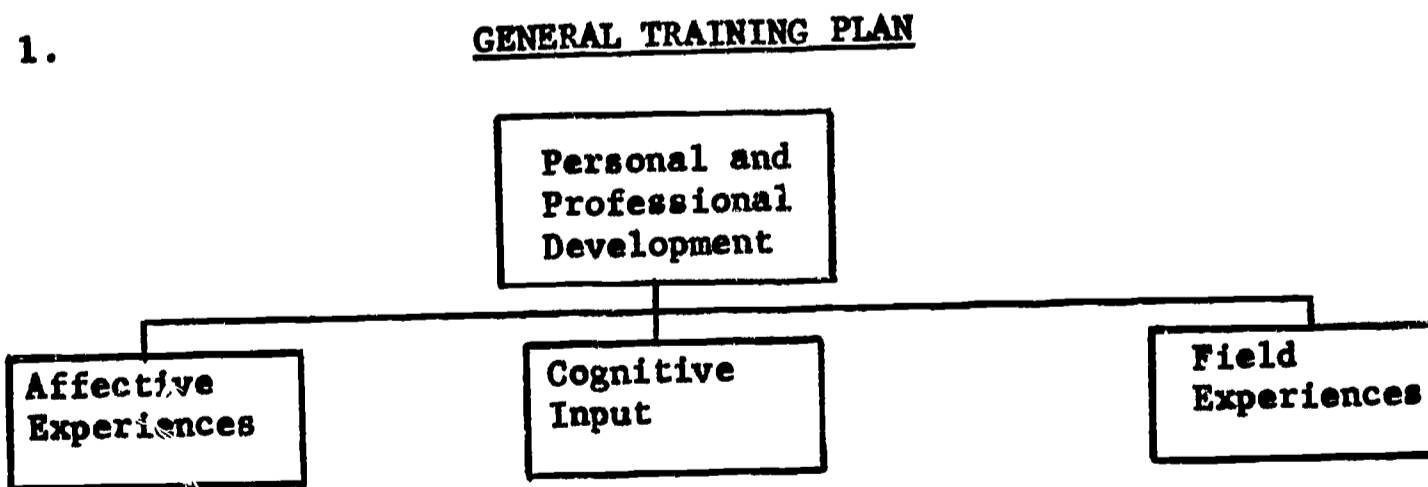 1.
GENERAL TRAINING PLAN
Personal and
Professional
Development
Affective
Experiences
Cognitive
Input
Field
Experiences